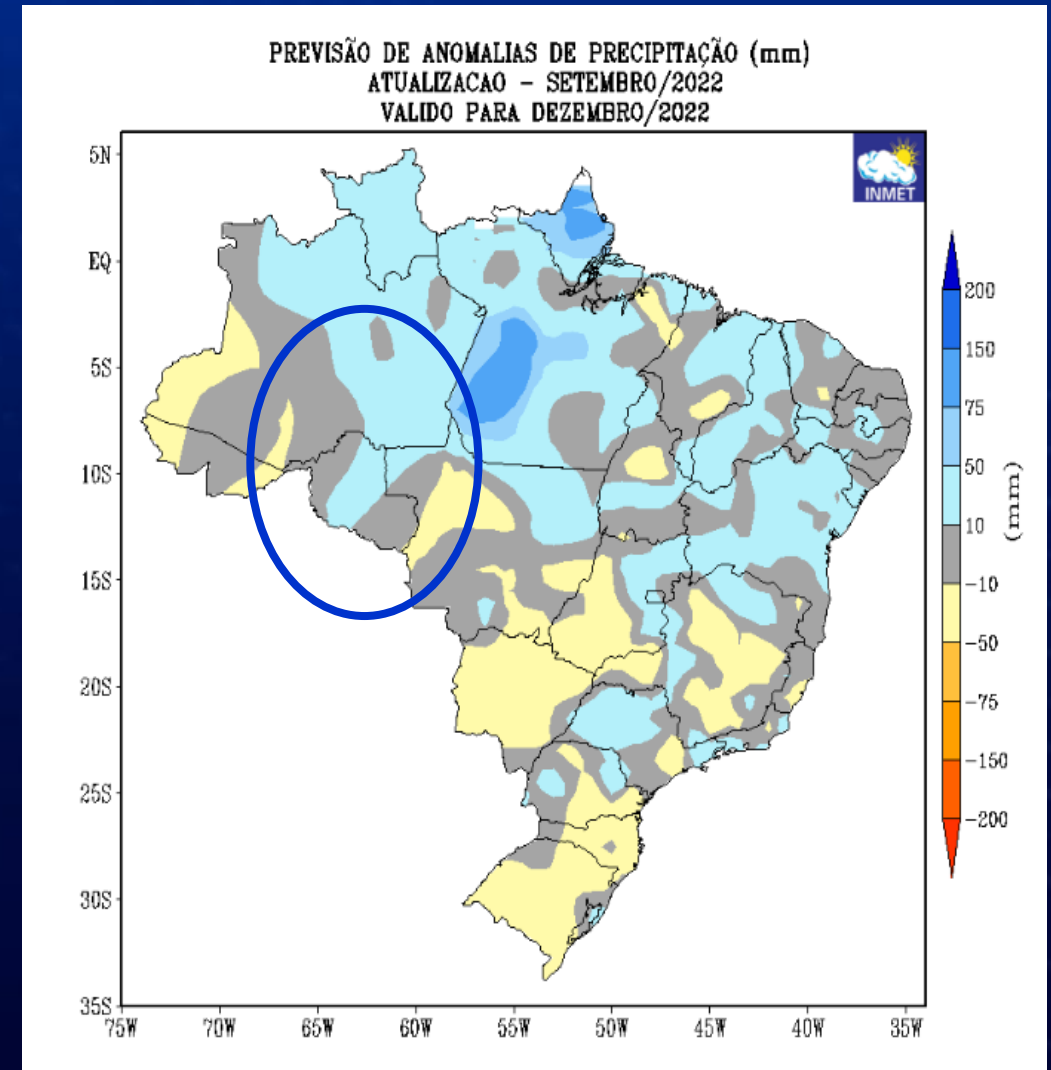 PREVISÃO DE ANOMALIAS DE PRECIPITAÇÃO (mm)
ATUALIZACAO - SETEMBRO/2022
VALIDO PARA DEZEMBRO/2022
INMET
5N
EQ
5S
10S
15S
20S
25S
30S
35S
75W 70W 65W 60W 55W 50W 45W 40W 35W
200
150
75
50
10
-10
-50
-75
-150
-200
(mm)